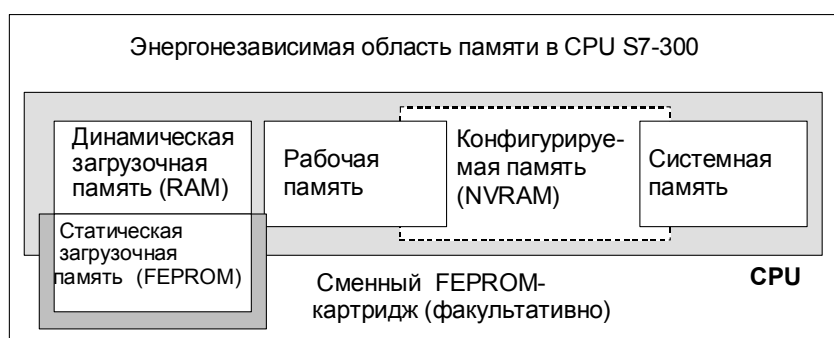 Энергонезависимая область памяти в CPU S7-300
Динамическая
загрузочная
память (RAM)
Рабочая
память
Конфигурируе-
мая память
(NVRAM)
Системная
память
Статическая
загрузочная
память (FEPROM)
Сменный FEPROM-
картридж (факультативно)
CPU